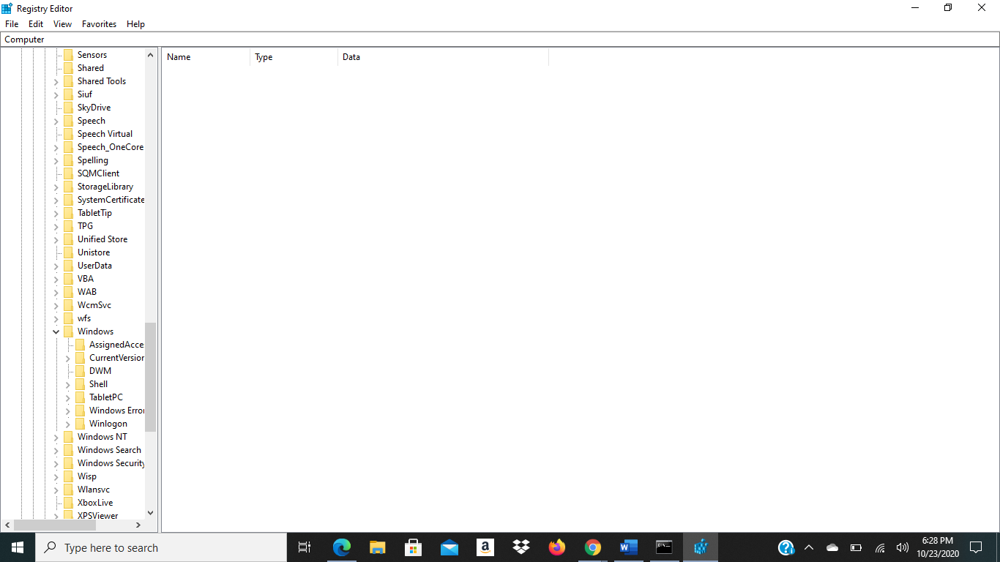 Registry Editor
File Edit View Favorites Help
Computer
Name Type Data
Sensors
Shared
Shared Tools
Siuf
SkyDrive
Speech
Speech Virtual
Speech_OneCore
Spelling
SQMClient
StorageLibrary
SystemCertificate
TabletTip
TPG
Unified Store
Unistore
UserData
VBA
WAB
WcmSvc
wfs
Windows
AssignedAcce
CurrentVersion
DWM
Shell
TabletPC
Windows Erro
Winlogon
Windows NT
Windows Search
Windows Security
Wisp
Wlansvc
XboxLive
XPSViewer
Type here to search
6:28 PM
10/23/2020